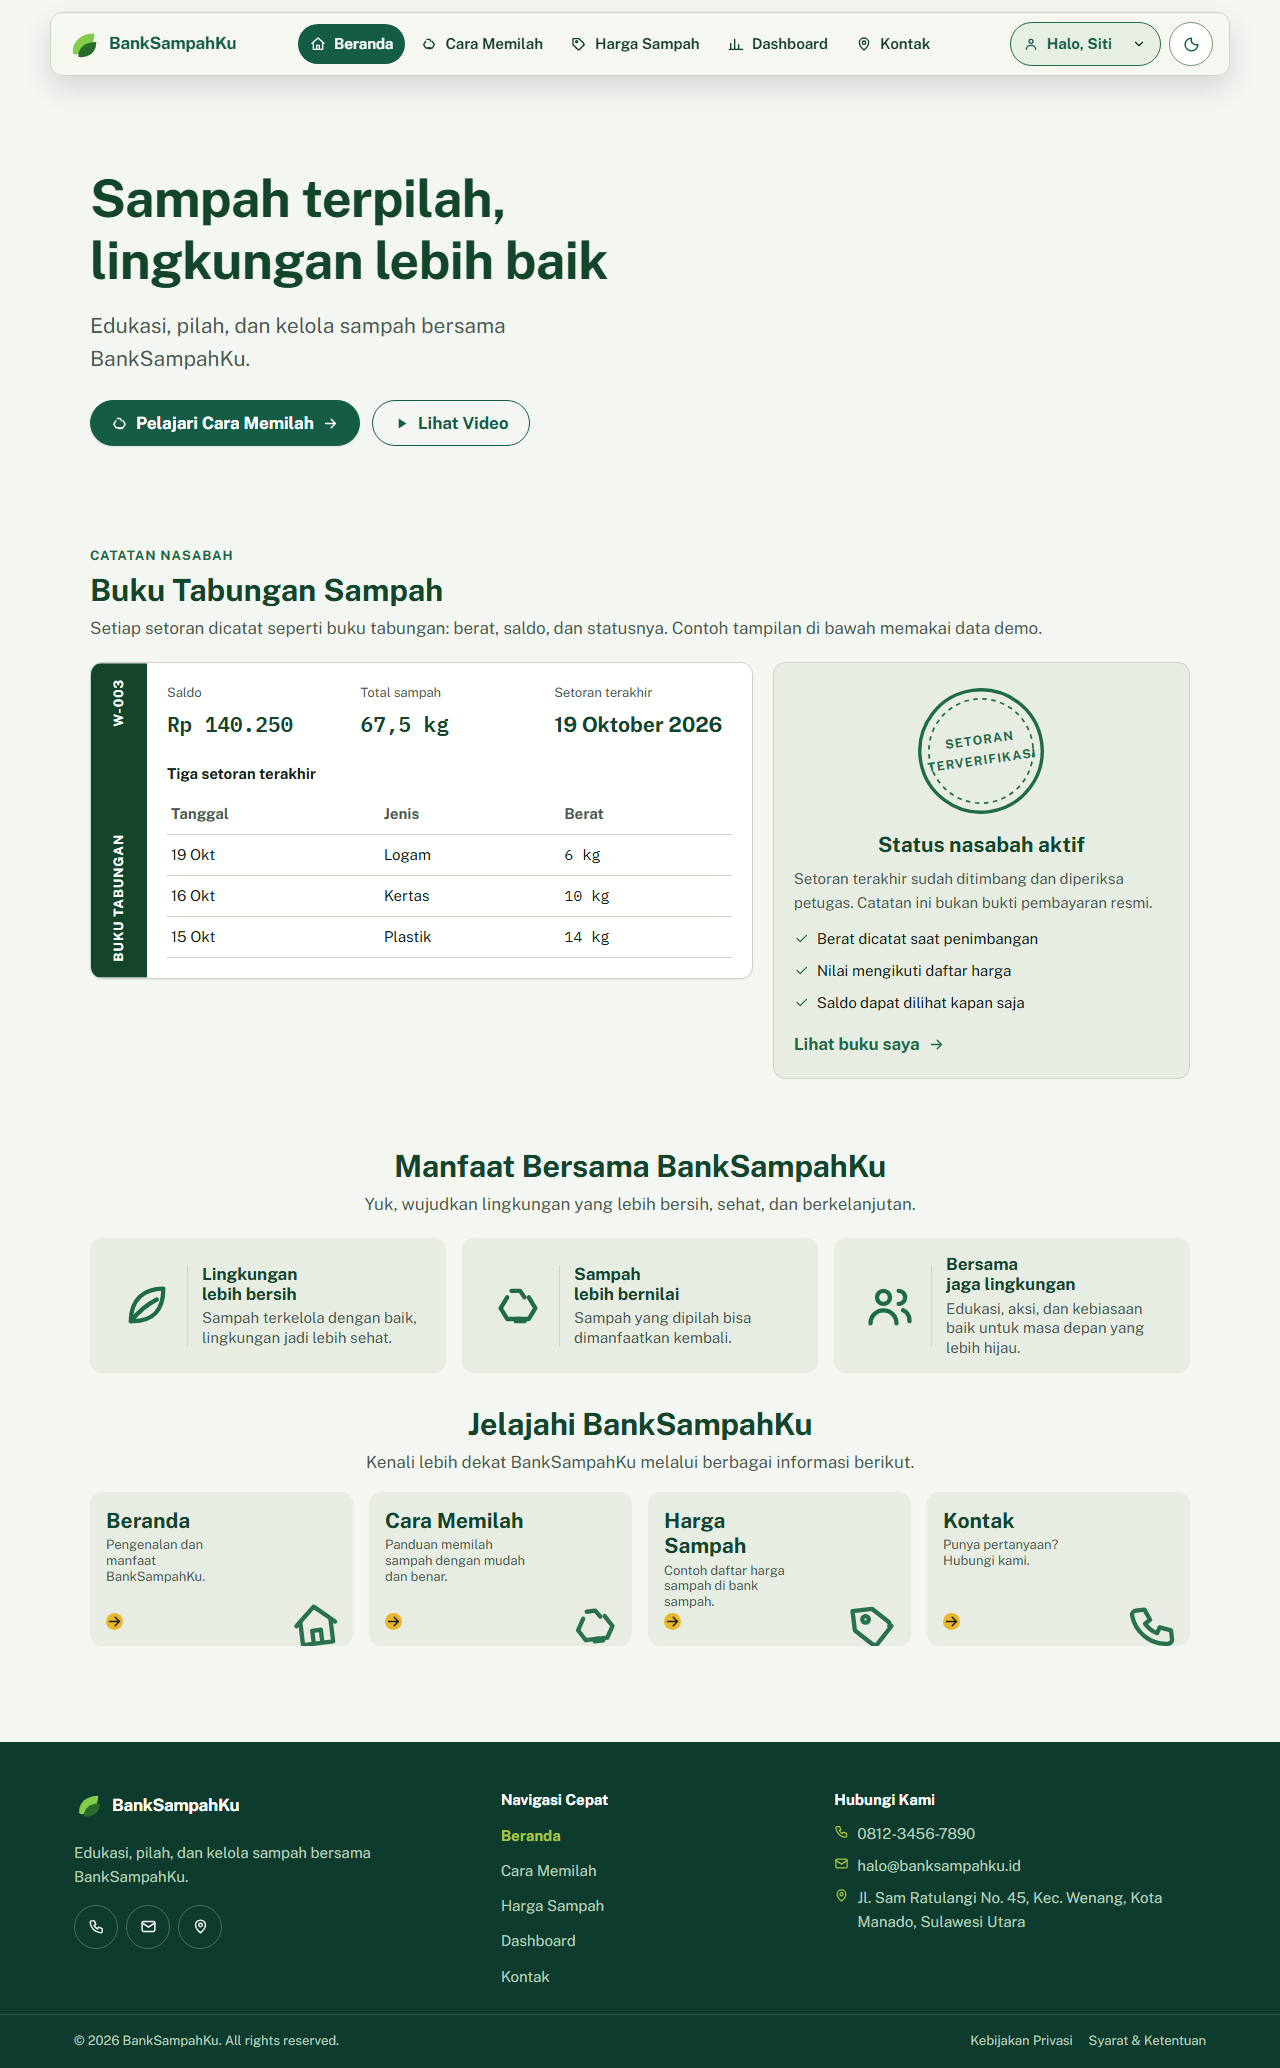 BankSampahKu
Beranda
Cara Memilah
Harga Sampah
Dashboard
Kontak
Halo, Siti
Sampah terpilah,
lingkungan lebih baik
Edukasi, pilah, dan kelola sampah bersama
BankSampahKu.
Pelajari Cara Memilah →
Lihat Video
CATATAN NASABAH
Buku Tabungan Sampah
Setiap setoran dicatat seperti buku tabungan: berat, saldo, dan statusnya. Contoh tampilan di bawah memakai data demo.
W-003
BUKU TABUNGAN
Saldo
Rp 140.250
Total sampah
67,5 kg
Setoran terakhir
19 Oktober 2026
Tiga setoran terakhir
Tanggal Jenis Berat
19 Okt Logam 6 kg
16 Okt Kertas 10 kg
15 Okt Plastik 14 kg
SETORAN
TERVERIFIKASI
Status nasabah aktif
Setoran terakhir sudah ditimbang dan diperiksa
petugas. Catatan ini bukan bukti pembayaran resmi.
Berat dicatat saat penimbangan
Nilai mengikuti daftar harga
Saldo dapat dilihat kapan saja
Lihat buku saya →
Manfaat Bersama BankSampahKu
Yuk, wujudkan lingkungan yang lebih bersih, sehat, dan berkelanjutan.
Lingkungan
lebih bersih
Sampah terkelola dengan baik,
lingkungan jadi lebih sehat.
Sampah
lebih bernilai
Sampah yang dipilah bisa
dimanfaatkan kembali.
Bersama
jaga lingkungan
Edukasi, aksi, dan kebiasaan
baik untuk masa depan yang
lebih hijau.
Jelajahi BankSampahKu
Kenali lebih dekat BankSampahKu melalui berbagai informasi berikut.
Beranda
Pengenalan dan
manfaat
BankSampahKu.
Cara Memilah
Panduan memilah
sampah dengan mudah
dan benar.
Harga
Sampah
Contoh daftar harga
sampah di bank
sampah.
Kontak
Punya pertanyaan?
Hubungi kami.
BankSampahKu
Edukasi, pilah, dan kelola sampah bersama
BankSampahKu.
Navigasi Cepat
Beranda
Cara Memilah
Harga Sampah
Dashboard
Kontak
Hubungi Kami
0812-3456-7890
halo@banksampahku.id
Jl. Sam Ratulangi No. 45, Kec. Wenang, Kota
Manado, Sulawesi Utara
© 2026 BankSampahKu. All rights reserved.
Kebijakan Privasi
Syarat & Ketentuan